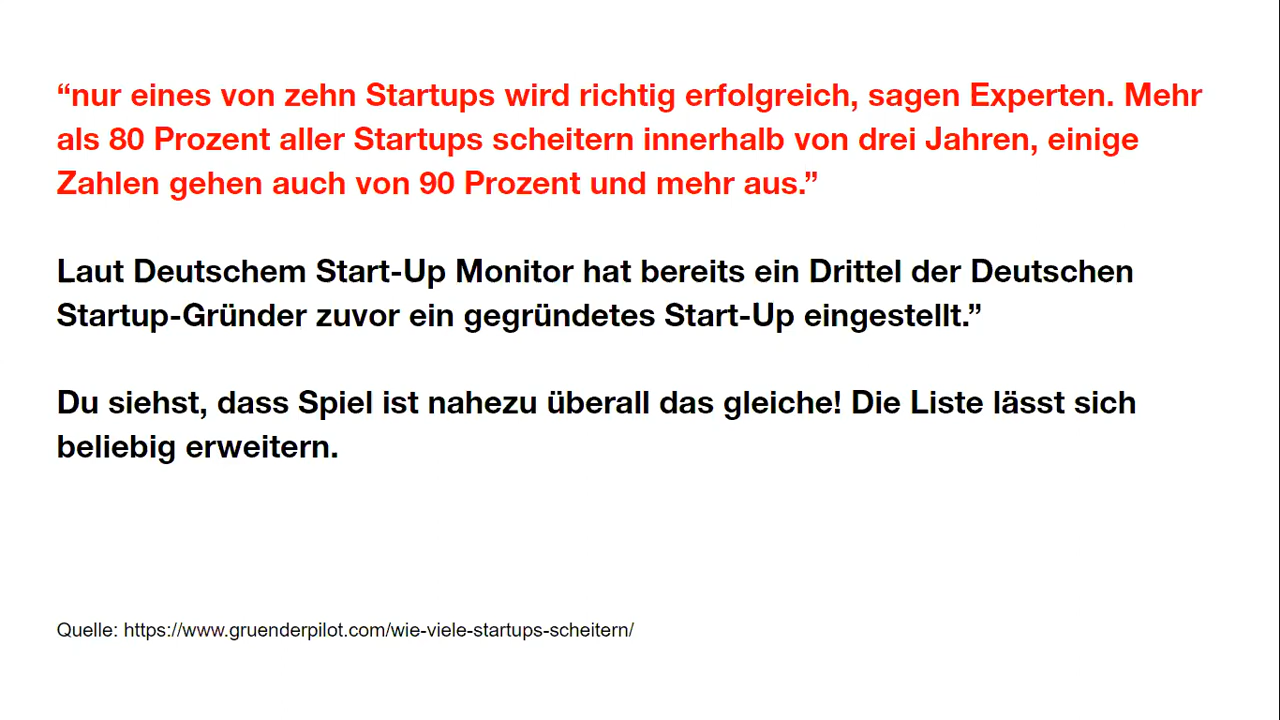 “nur eines von zehn Startups wird richtig erfolgreich, sagen Experten. Mehr
als 80 Prozent aller Startups scheitern innerhalb von drei Jahren, einige
Zahlen gehen auch von 90 Prozent und mehr aus.”
Laut Deutschem Start-Up Monitor hat bereits ein Drittel der Deutschen
Startup-Gründer zuvor ein gegründetes Start-Up eingestellt.”
Du siehst, dass Spiel ist nahezu überall das gleiche! Die Liste lässt sich
beliebig erweitern.
Quelle: https://www.gruenderpilot.com/wie-viele-startups-scheitern/